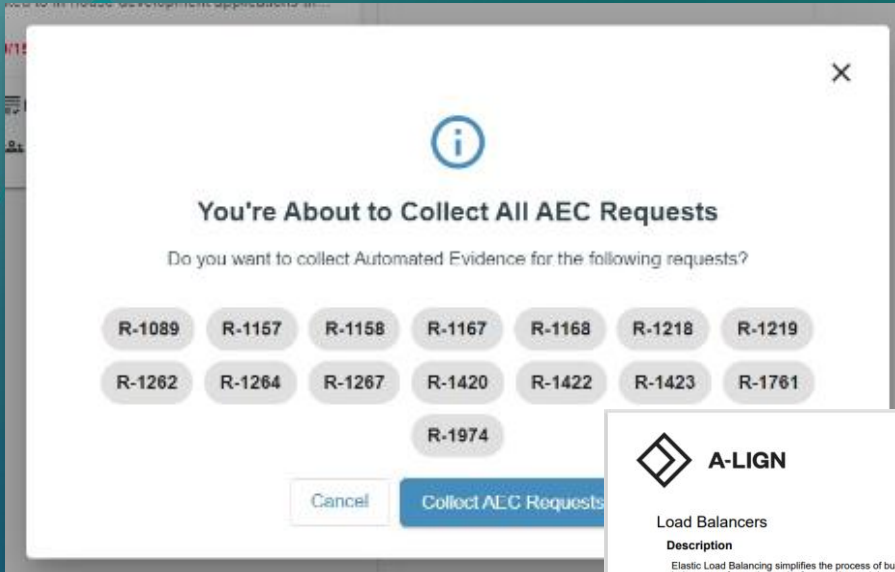 You're About to Collect All AEC Requests
Do you want to collect Automated Evidence for the following requests?
R-1089 R-1157 R-1158 R-1167 R-1168 R-1218 R-1219
R-1262 R-1264 R-1267 R-1420 R-1422 R-1423 R-1761
R-1974
Cancel Collect AEC Requests
A-LIGN
Load Balancers
Description
Elastic Load Balancing simplifies the process of